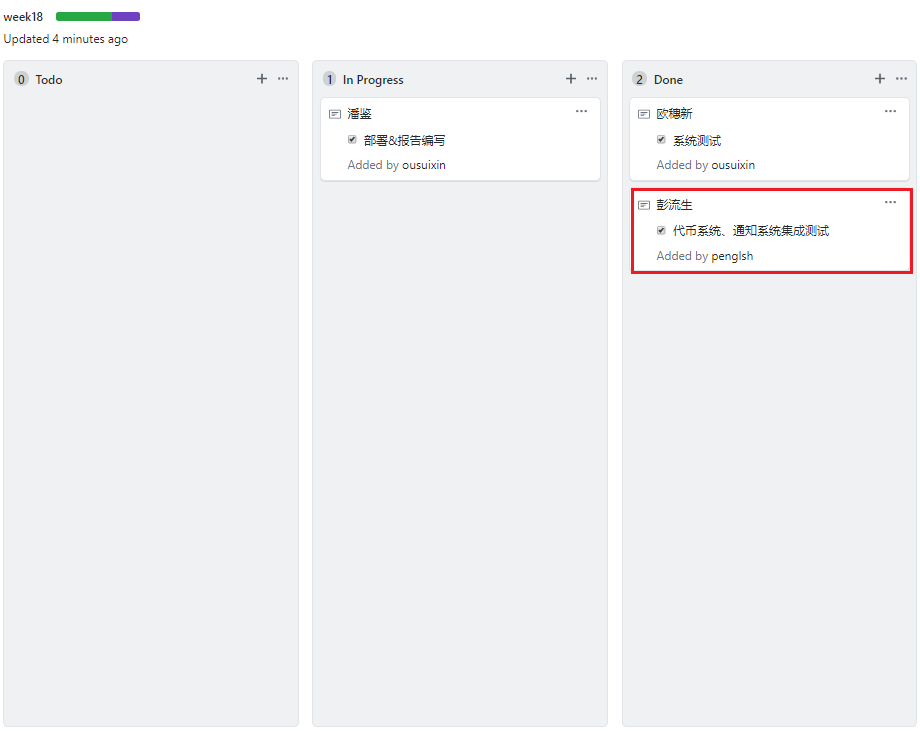 week18
Updated 4 minutes ago
0 Todo
1 In Progress
潘鉴
部署&报告编写
Added by ousuixin
2 Done
欧穗新
系统测试
Added by ousuixin
彭流生
代币系统、通知系统集成测试
Added by penglsh